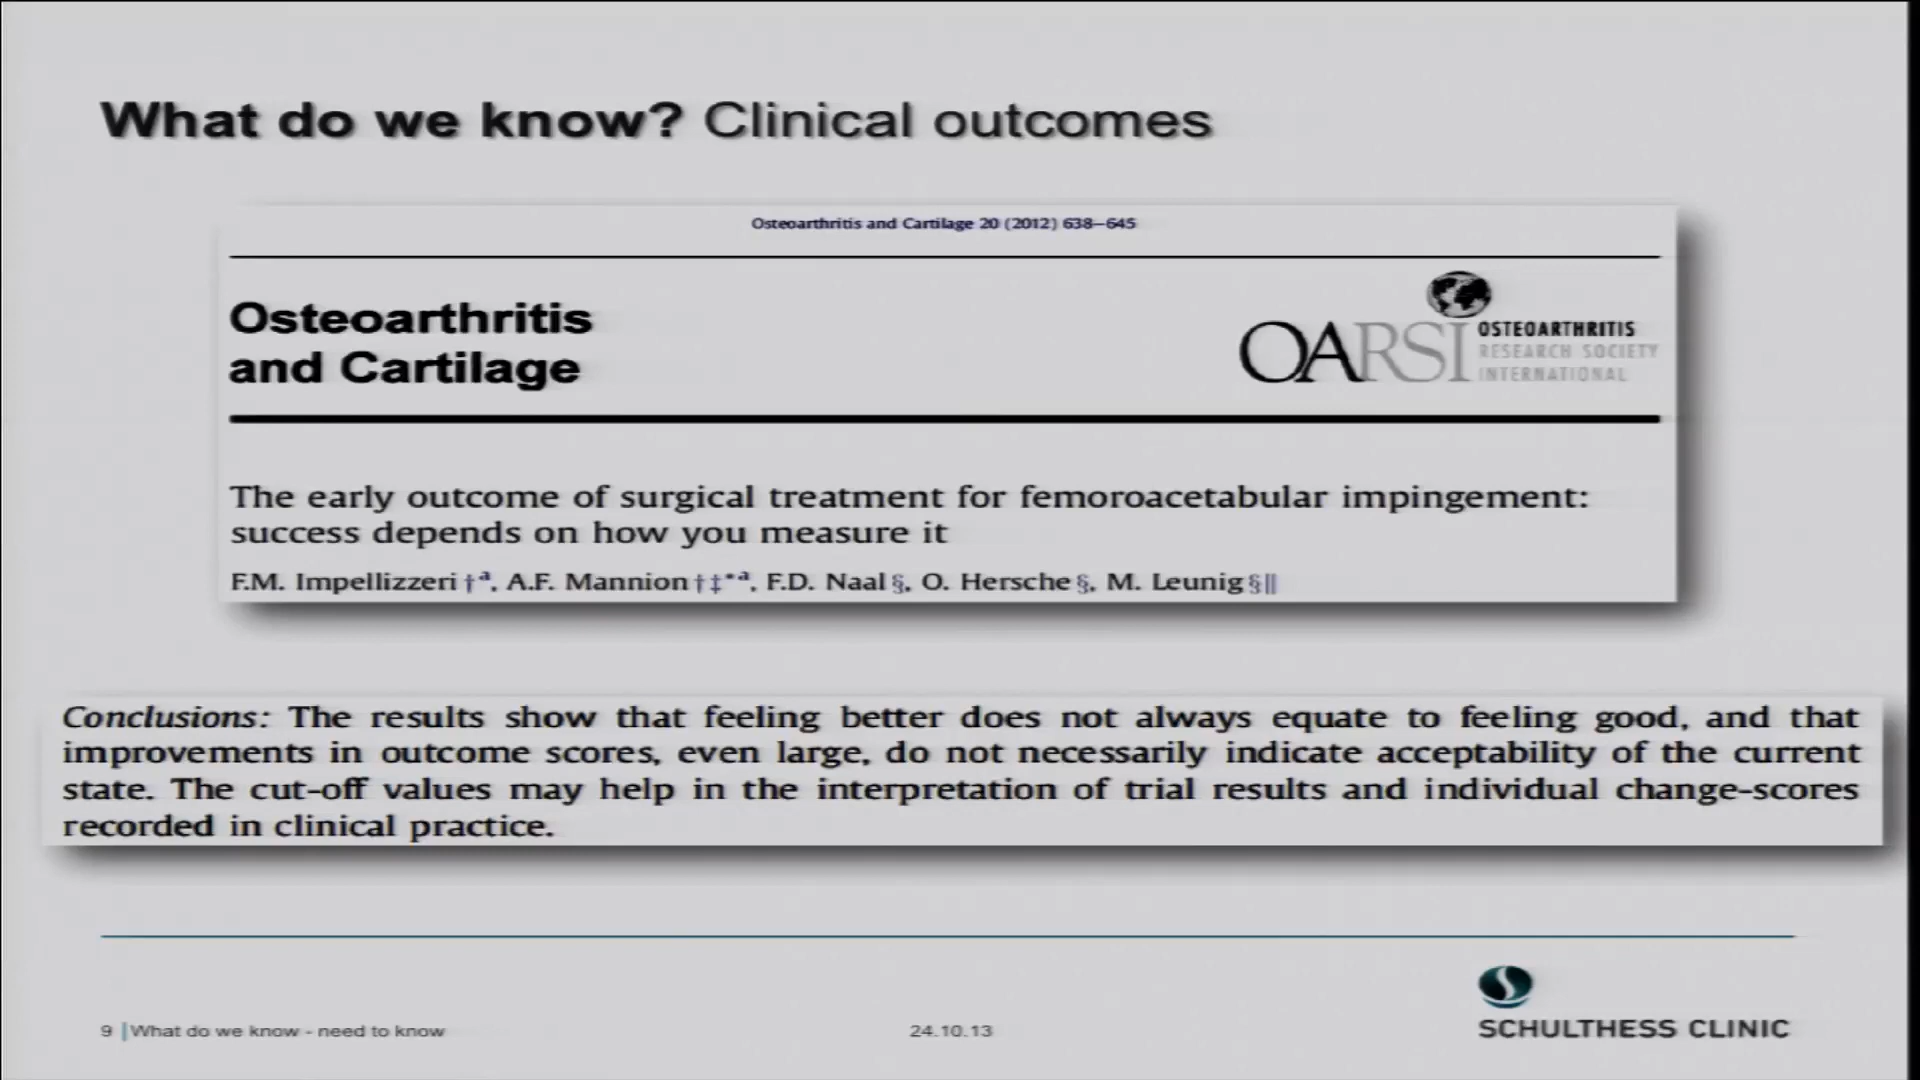 What do we know? Clinical outcomes
Osteoarthritis and Cartilage 20 (2012) 638–645
Osteoarthritis
and Cartilage
OARSI OSTEOARTHRITIS
RESEARCH SOCIETY
INTERNATIONAL
The early outcome of surgical treatment for femoroacetabular impingement:
success depends on how you measure it
F.M. Impellizzeri †ª, A.F. Mannion †‡*ª, F.D. Naal §, O. Hersche §, M. Leunig §||
Conclusions: The results show that feeling better does not always equate to feeling good, and that
improvements in outcome scores, even large, do not necessarily indicate acceptability of the current
state. The cut-off values may help in the interpretation of trial results and individual change-scores
recorded in clinical practice.
9 | What do we know - need to know
24.10.13
SCHULTHESS CLINIC